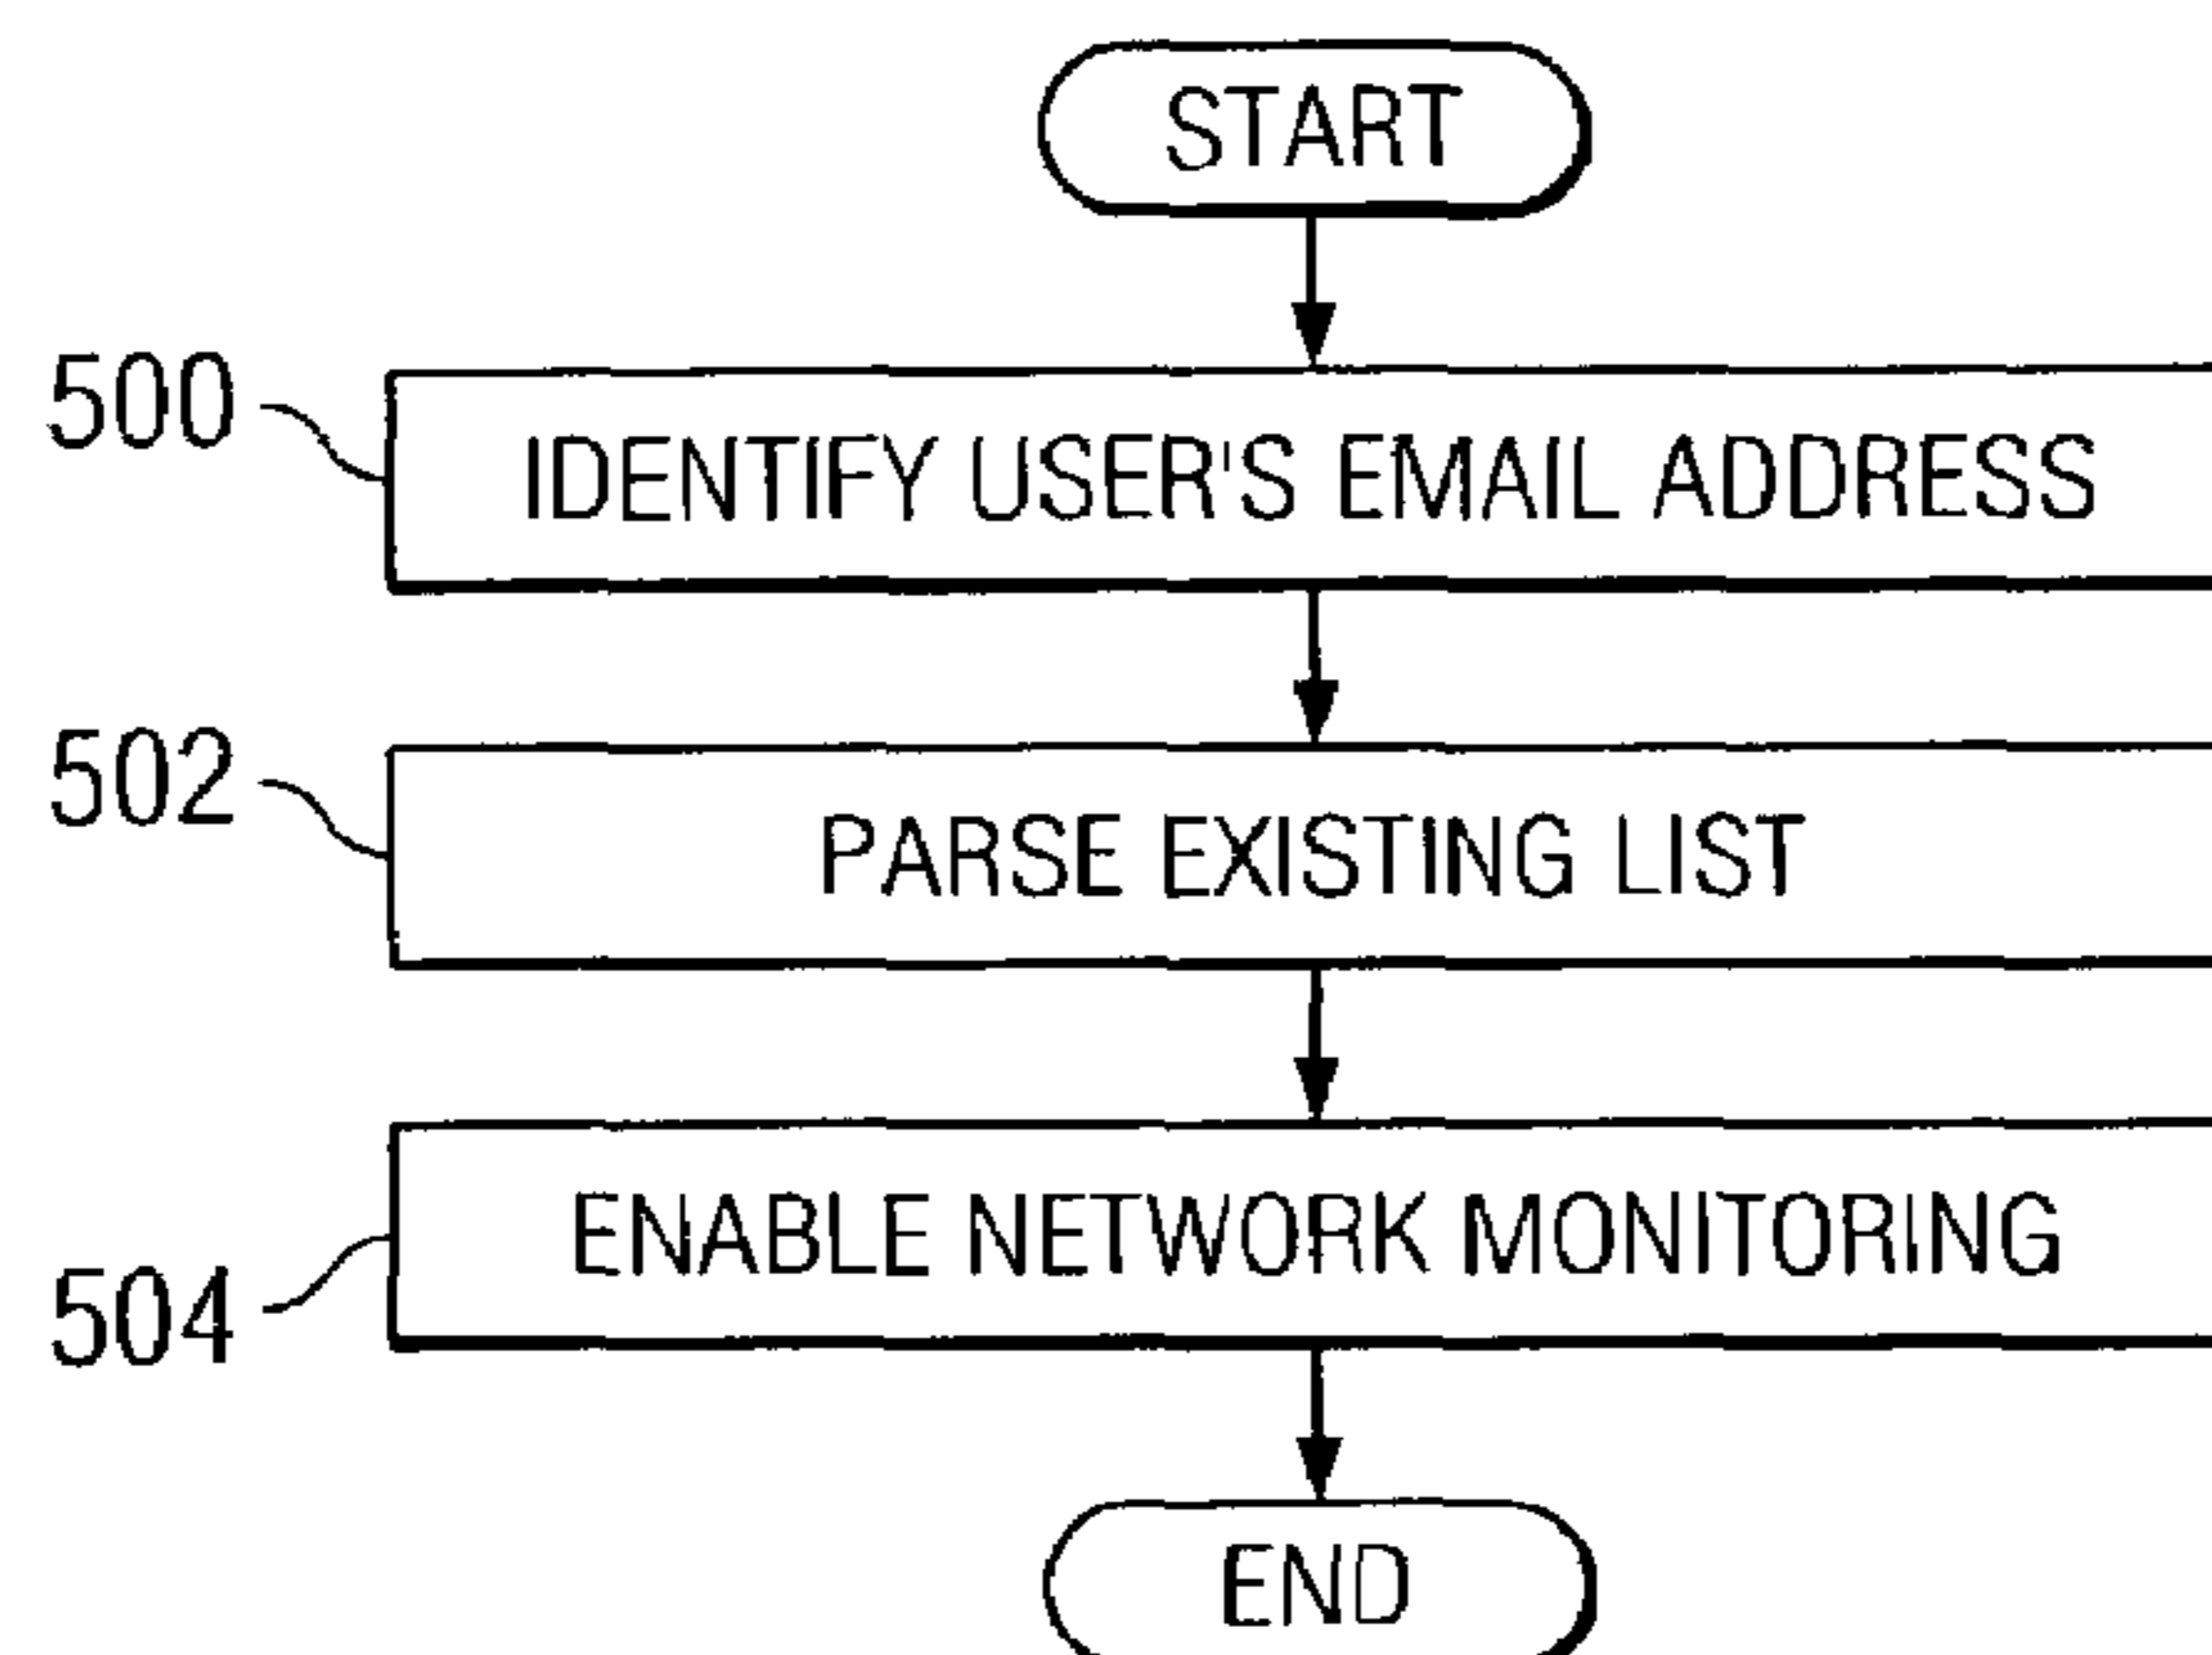 START
500
IDENTIFY USER'S EMAIL ADDRESS
502
PARSE EXISTING LIST
504
ENABLE NETWORK MONITORING
END